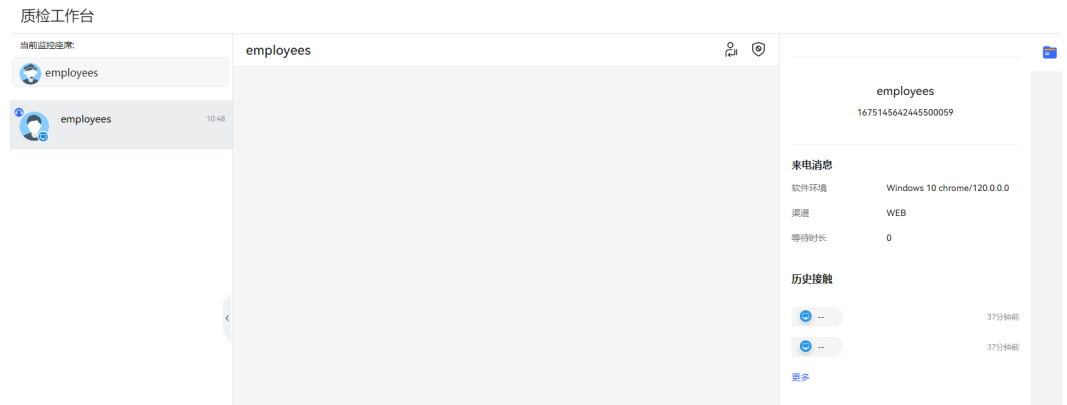 质检工作台
当前监控座席:
employees
employees 10:48
employees
employees
1675145642445500059
来电消息
软件环境 Windows 10 chrome/120.0.0.0
渠道 WEB
等待时长 0
历史接触
-- 37分钟前
-- 37分钟前
更多